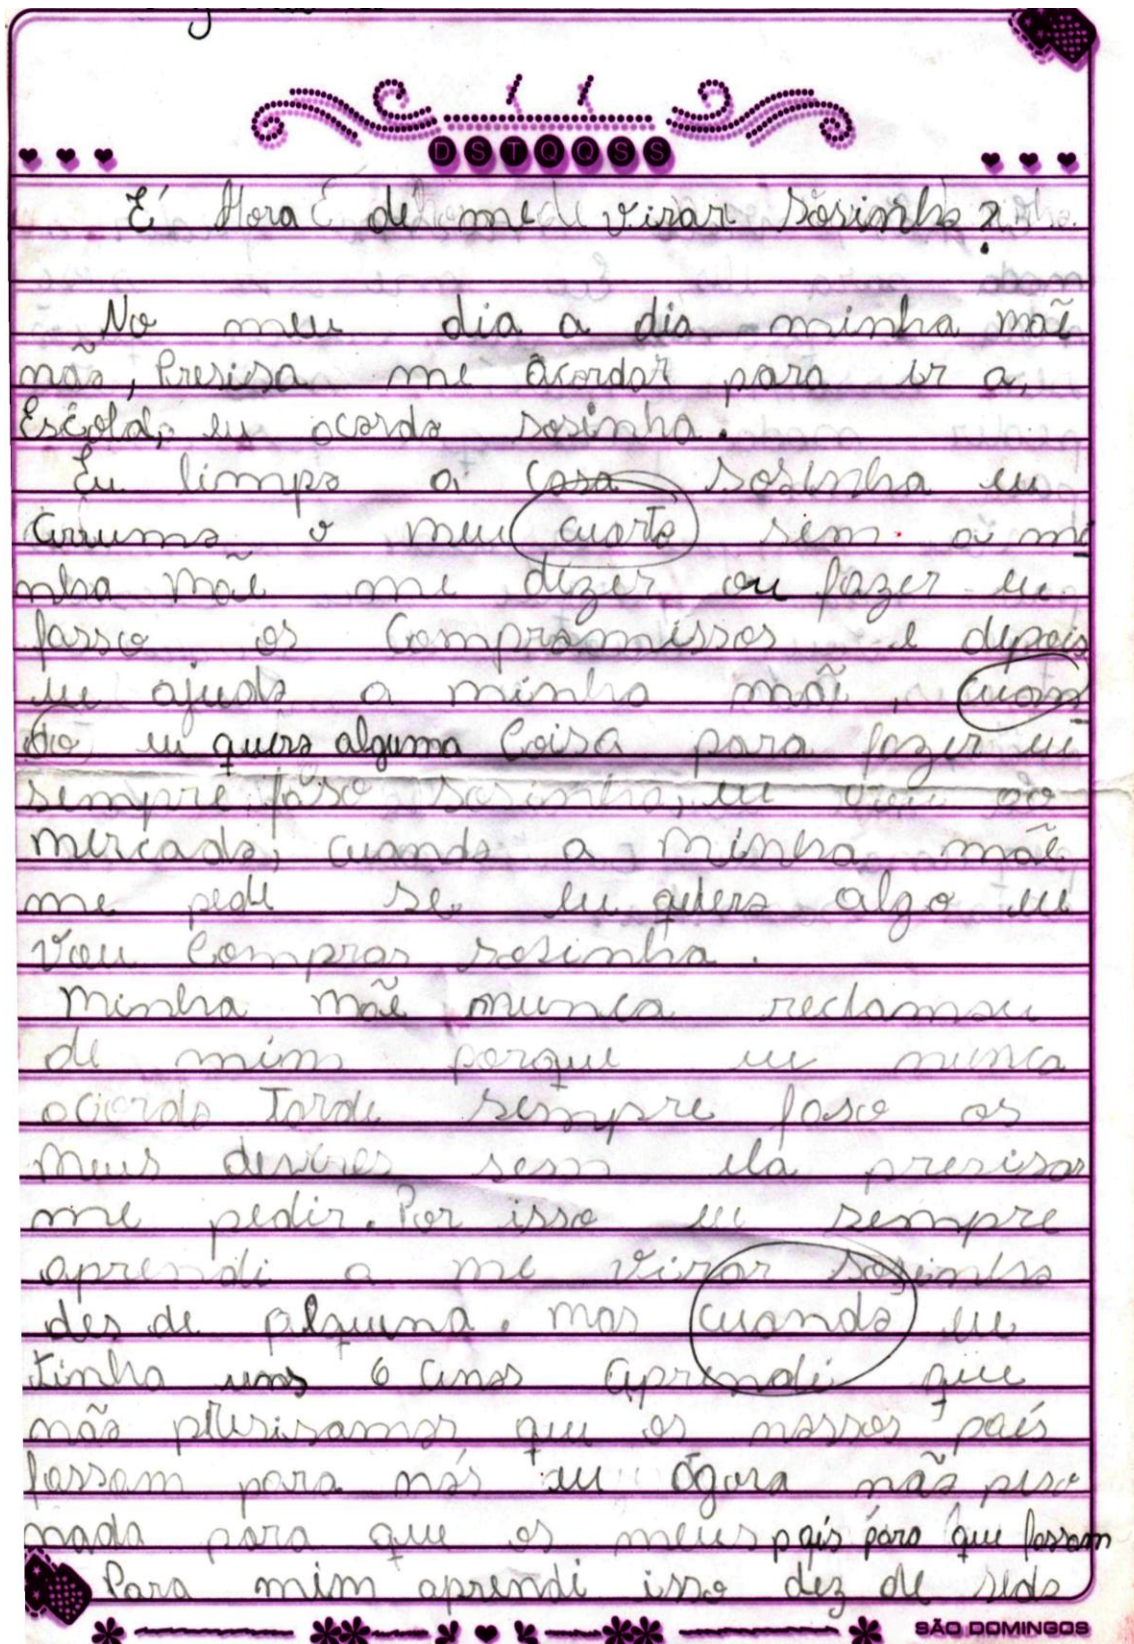 D S T Q Q S S
É Hora de me virar sosinha?
No meu dia a dia minha mãe
não, Presisa me acordar para ir a,
Escola, eu acordo sosinha.
Eu limpo a casa sosinha eu
arrumo o meu cuarto sem a mi
nha mãe me dizer ou fazer eu
fasso os Compromissos e depois
eu ajudo a minha mãe, cuan
do eu quero alguma Coisa para fazer eu
sempre faso sosinha, eu vou ao
mercado, cuando a minha mãe
me pede se eu quero algo eu
vou Comprar sosinha.
Minha mãe nunca reclamou
de mim porque eu nunca
acordo Tarde sempre faso os
meus deveres sem ela presisar
me pedir. Por isso eu sempre
aprendi a me virar sosinha
des de pequena. mas cuando eu
tinha uns 6 anos aprendi que
não presisamos que os nossos pais
fassam para nós eu agora não peso
nada para que os meus pais para que fassam
Para mim aprendi isso dez de sedo
SÃO DOMINGOS